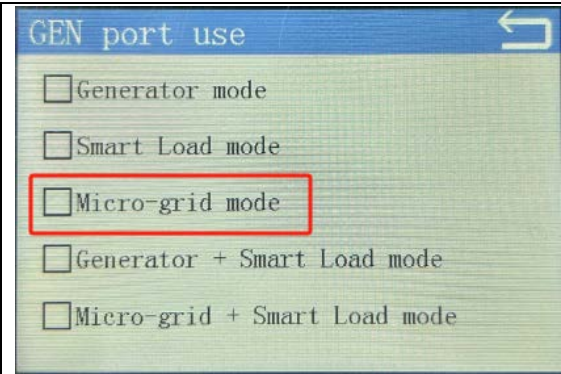 GEN port use
Generator mode
Smart Load mode
Micro-grid mode
Generator + Smart Load mode
Micro-grid + Smart Load mode